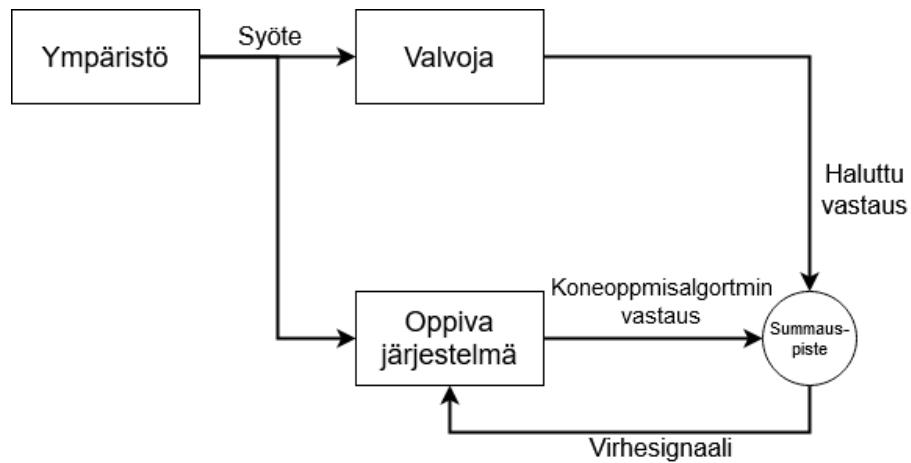 Ympäristö
Syöte
Valvoja
Haluttu
vastaus
Oppiva
järjestelmä
Koneoppmisalgortmin
vastaus
Summaus-
piste
Virhesignaali